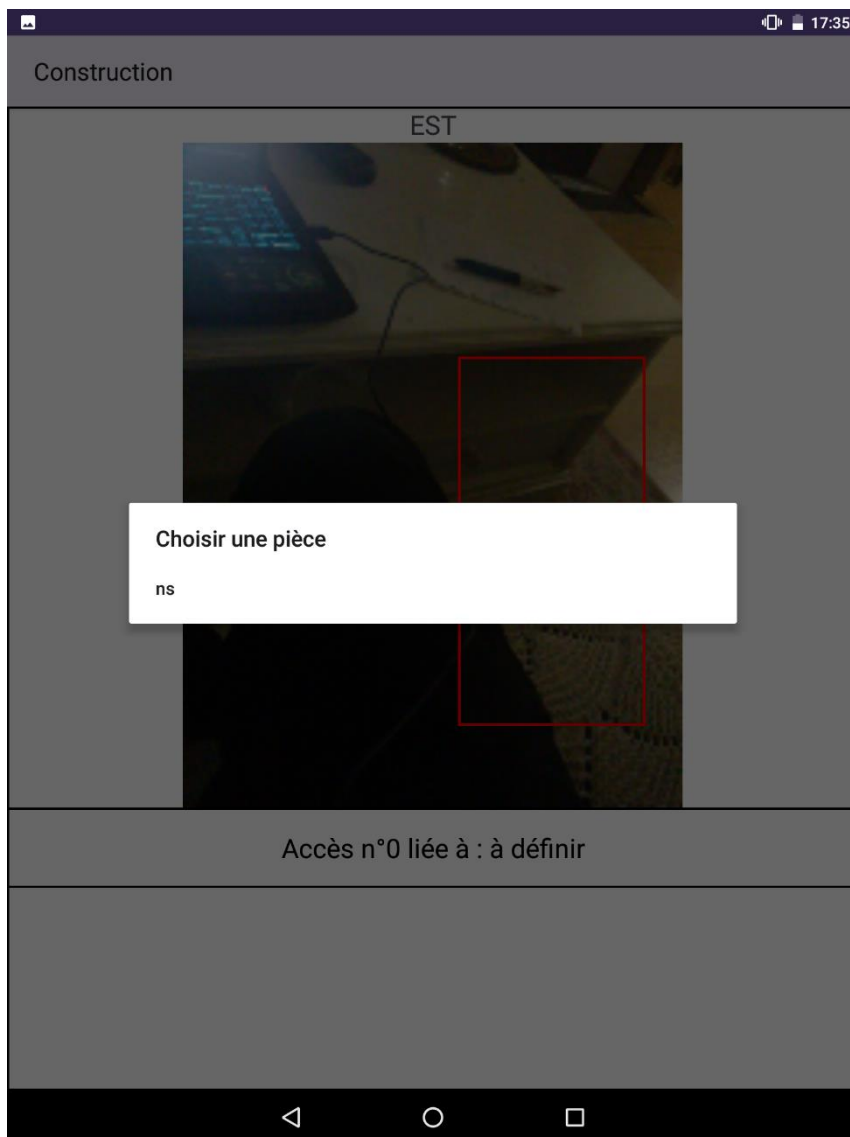 17:35
Construction
EST
Choisir une pièce
ns
Accès n°0 liée à : à définir